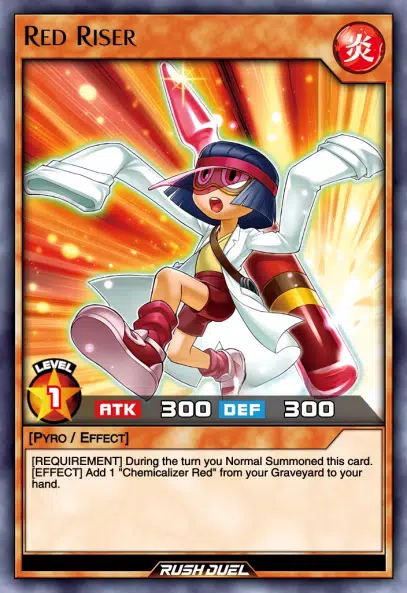 Red Riser
炎
LEVEL
1
ATK 300 DEF 300
[Pyro / Effect]
[REQUIREMENT] During the turn you Normal Summoned this card.
[EFFECT] Add 1 "Chemicalizer Red" from your Graveyard to your
hand.
RUSH DUEL